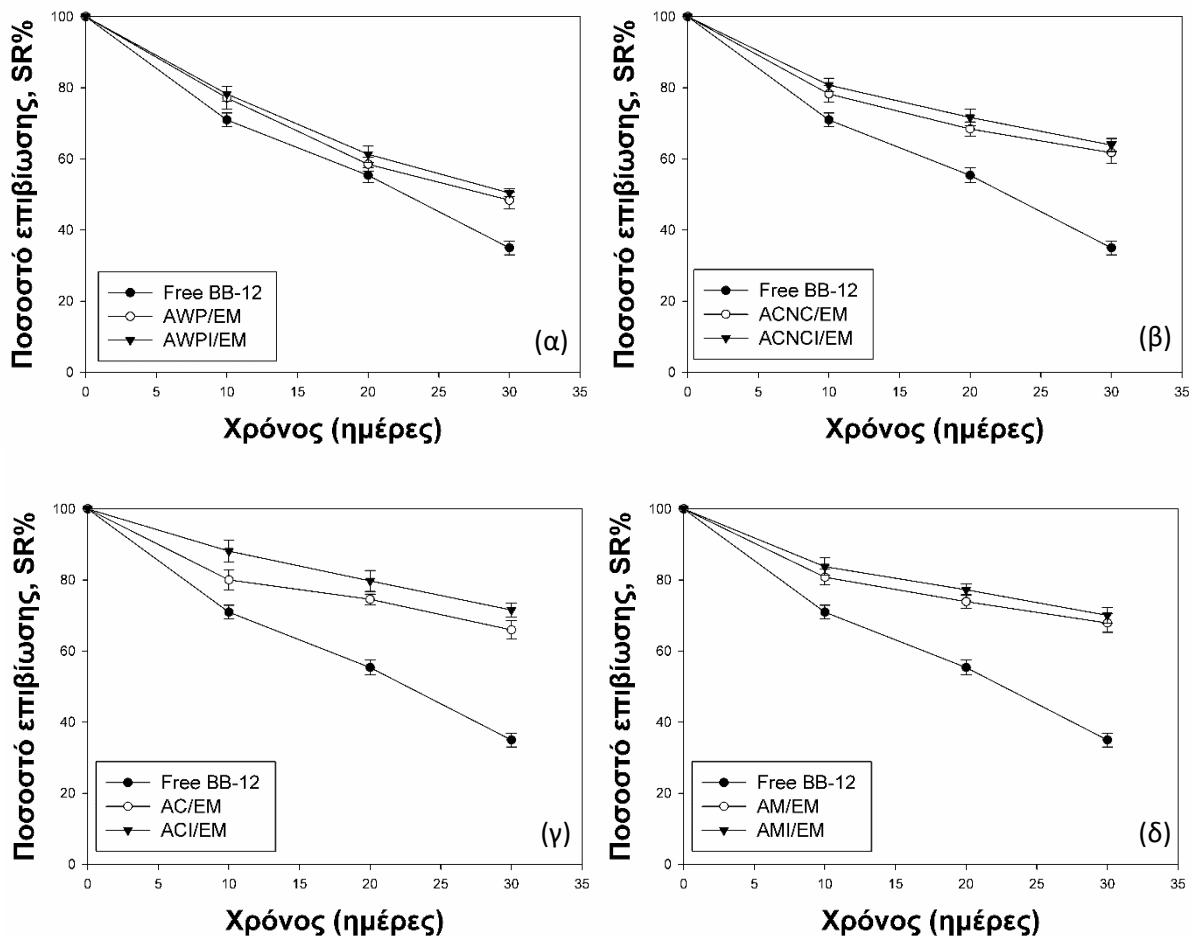 Ποσοστό επιβίωσης, SR%
100
80
60
40
20
0
Free BB-12
AWP/EM
AWPI/EM
(α)
0 5 10 15 20 25 30 35
Χρόνος (ημέρες)
Ποσοστό επιβίωσης, SR%
100
80
60
40
20
0
Free BB-12
ACNC/EM
ACNCI/EM
(β)
0 5 10 15 20 25 30 35
Χρόνος (ημέρες)
Ποσοστό επιβίωσης, SR%
100
80
60
40
20
0
Free BB-12
AC/EM
ACI/EM
(γ)
0 5 10 15 20 25 30 35
Χρόνος (ημέρες)
Ποσοστό επιβίωσης, SR%
100
80
60
40
20
0
Free BB-12
AM/EM
AMI/EM
(δ)
0 5 10 15 20 25 30 35
Χρόνος (ημέρες)